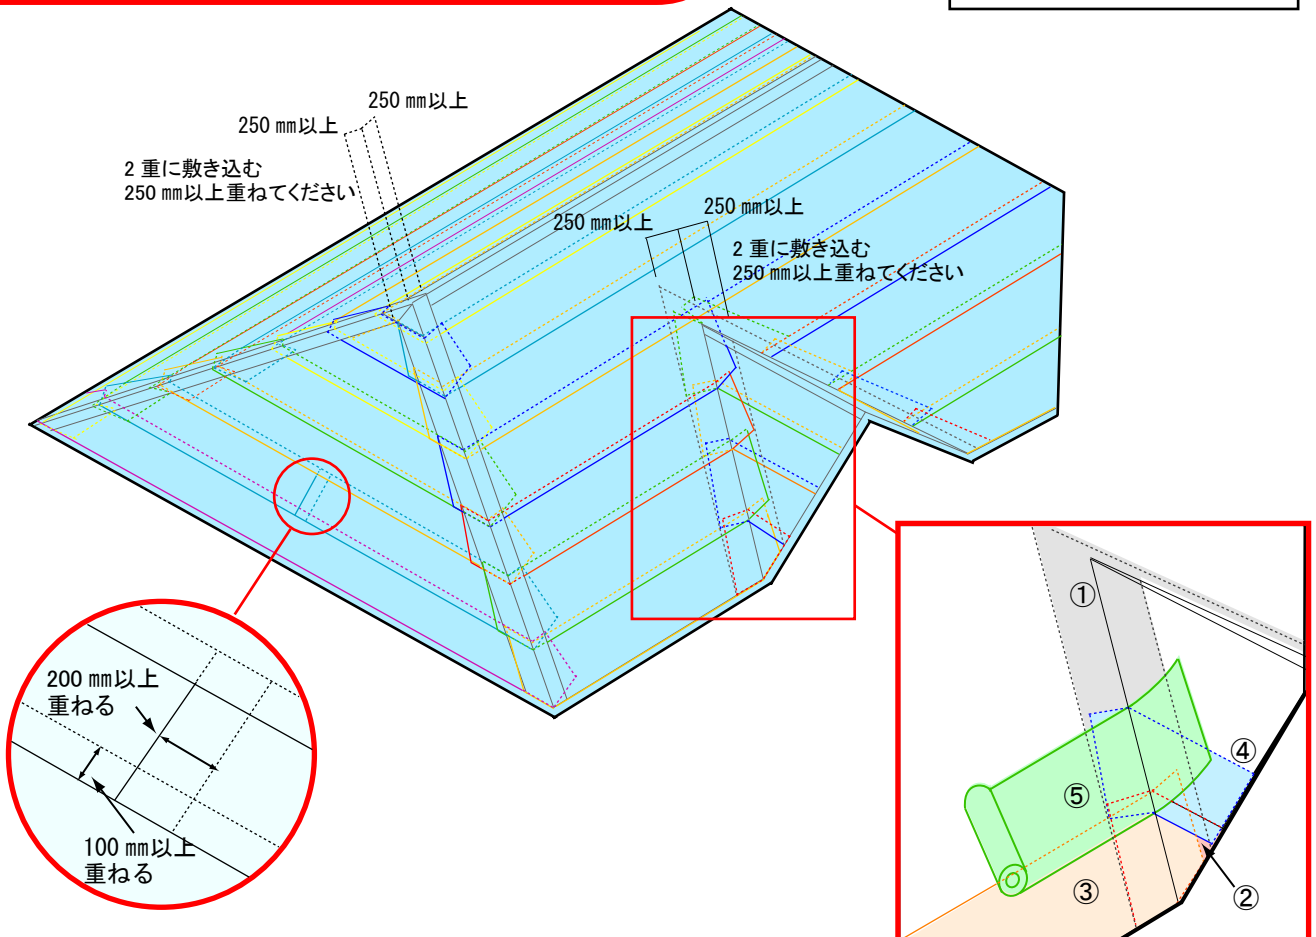 250 ㎜以上
250 ㎜以上
2 重に敷き込む
250 ㎜以上重ねてください
250 ㎜以上
250 ㎜以上
2 重に敷き込む
250 ㎜以上重ねてください
200 ㎜以上
重ねる
100 ㎜以上
重ねる
①
④
⑤
③
②